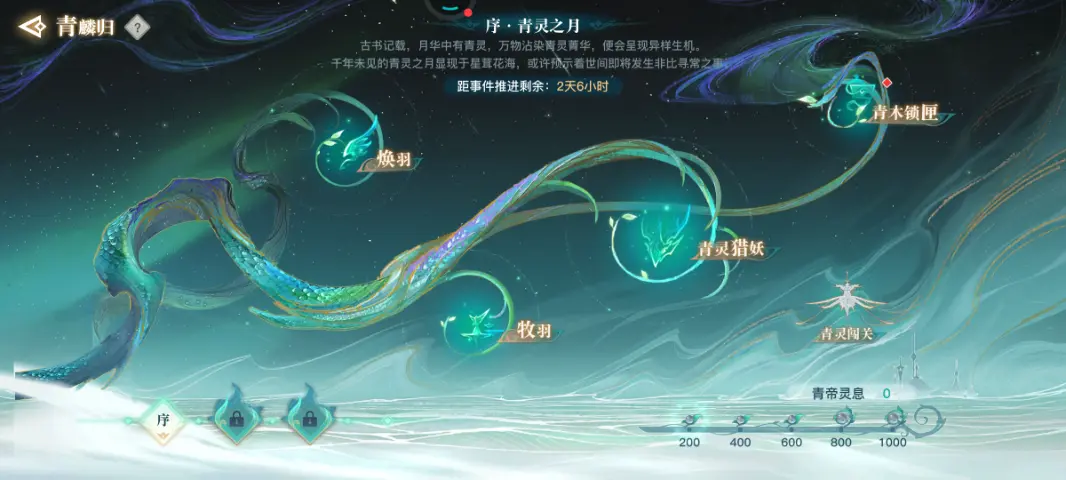 青麟归
?
序·青灵之月
古书记载，月华中有青灵，万物沾染青灵菁华，便会呈现异样生机。
千年未见的青灵之月显现于星茸花海，或许预示着世间即将发生非比寻常之事。
距事件推进剩余：2天6小时
青木锁匣
焕羽
青灵猎妖
牧羽
青灵闯关
青帝灵息 0
序
200 400 600 800 1000